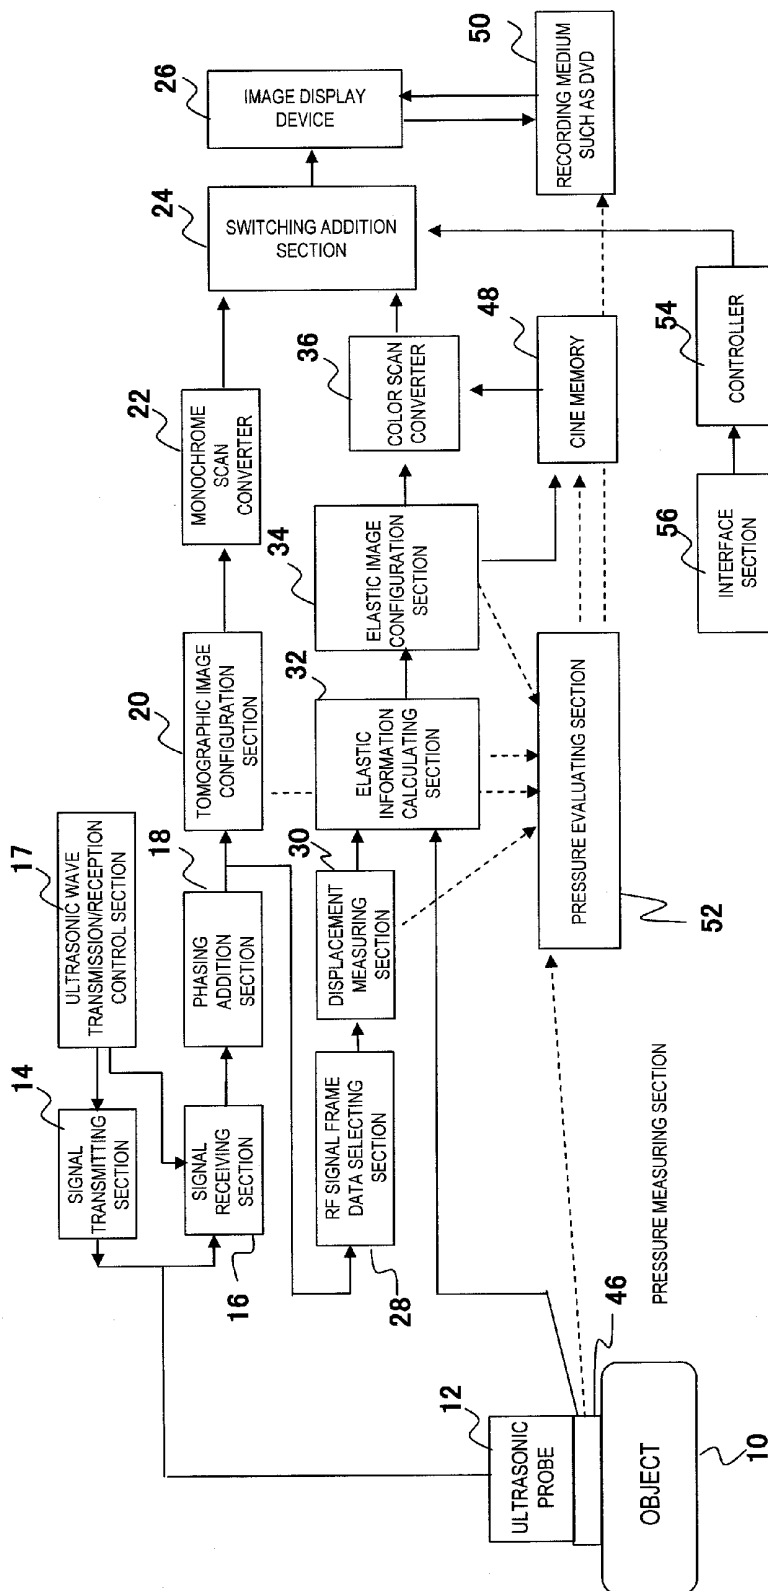 17
ULTRASONIC WAVE
TRANSMISSION/RECEPTION
CONTROL SECTION
14
SIGNAL
TRANSMITTING
SECTION
16
SIGNAL
RECEIVING
SECTION
18
PHASING
ADDITION
SECTION
20
TOMOGRAPHIC IMAGE
CONFIGURATION
SECTION
22
MONOCHROME
SCAN
CONVERTER
24
SWITCHING ADDITION
SECTION
26
IMAGE DISPLAY
DEVICE
28
RF SIGNAL FRAME
DATA SELECTING
SECTION
30
DISPLACEMENT
MEASURING
SECTION
32
ELASTIC
INFORMATION
CALCULATING
SECTION
34
ELASTIC IMAGE
CONFIGURATION
SECTION
36
COLOR SCAN
CONVERTER
48
CINE MEMORY
50
RECORDING MEDIUM
SUCH AS DVD
12
ULTRASONIC
PROBE
46
PRESSURE MEASURING SECTION
OBJECT
10
PRESSURE EVALUATING SECTION
52
56
INTERFACE
SECTION
54
CONTROLLER